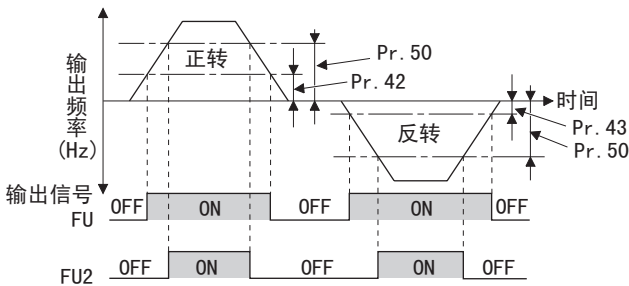 正转
Pr.50
Pr.42
输出频率
(Hz)
时间
反转
Pr.43
Pr.50
输出信号
FU
OFF ON OFF ON OFF
FU2
OFF ON OFF ON OFF